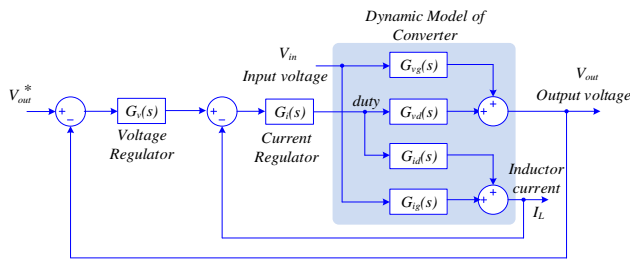 Dynamic Model of
Converter
V_in
Input voltage
G_vg(s)
V_out
Output voltage
V_out*
G_v(s)
Voltage
Regulator
G_i(s)
Current
Regulator
duty
G_vd(s)
G_id(s)
Inductor
current
I_L
G_ig(s)
+
−
+
−
+
+
+
+